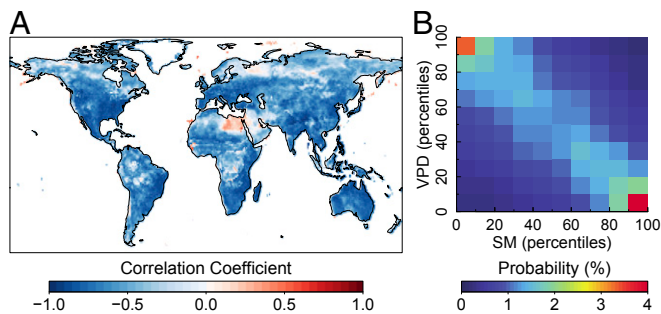 A
Correlation Coefficient
−1.0 −0.5 0.0 0.5 1.0
B
VPD (percentiles)
100
80
60
40
20
0
0 20 40 60 80 100
SM (percentiles)
Probability (%)
0 1 2 3 4